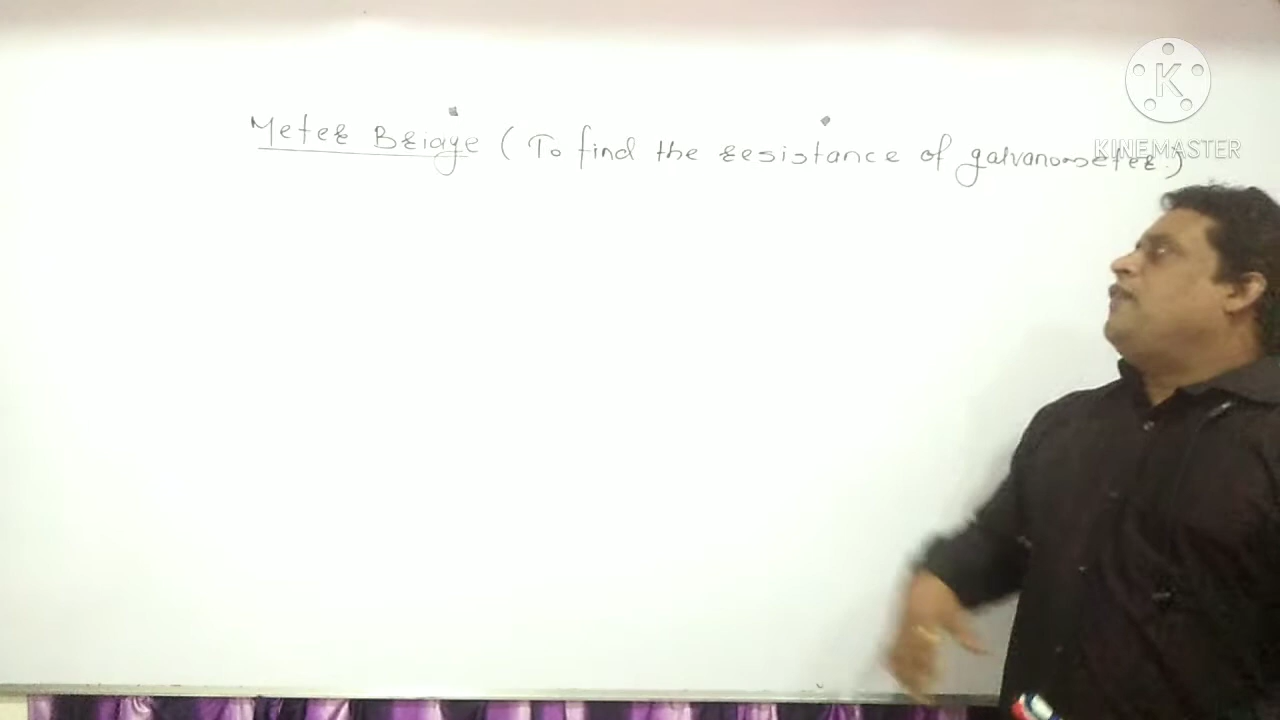 Meter Bridge (To find the resistance of galvanometer.)
K
KINEMASTER